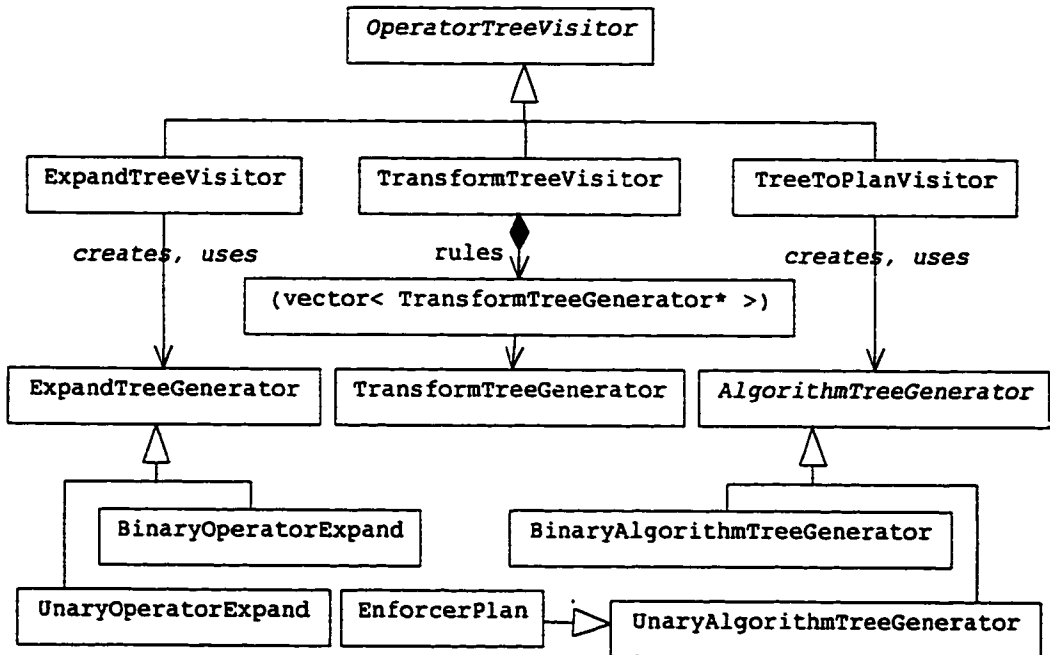 OperatorTreeVisitor
ExpandTreeVisitor
TransformTreeVisitor
TreeToPlanVisitor
creates, uses
rules
creates, uses
(vector< TransformTreeGenerator* >)
ExpandTreeGenerator
TransformTreeGenerator
AlgorithmTreeGenerator
BinaryOperatorExpand
BinaryAlgorithmTreeGenerator
UnaryOperatorExpand
EnforcerPlan
UnaryAlgorithmTreeGenerator